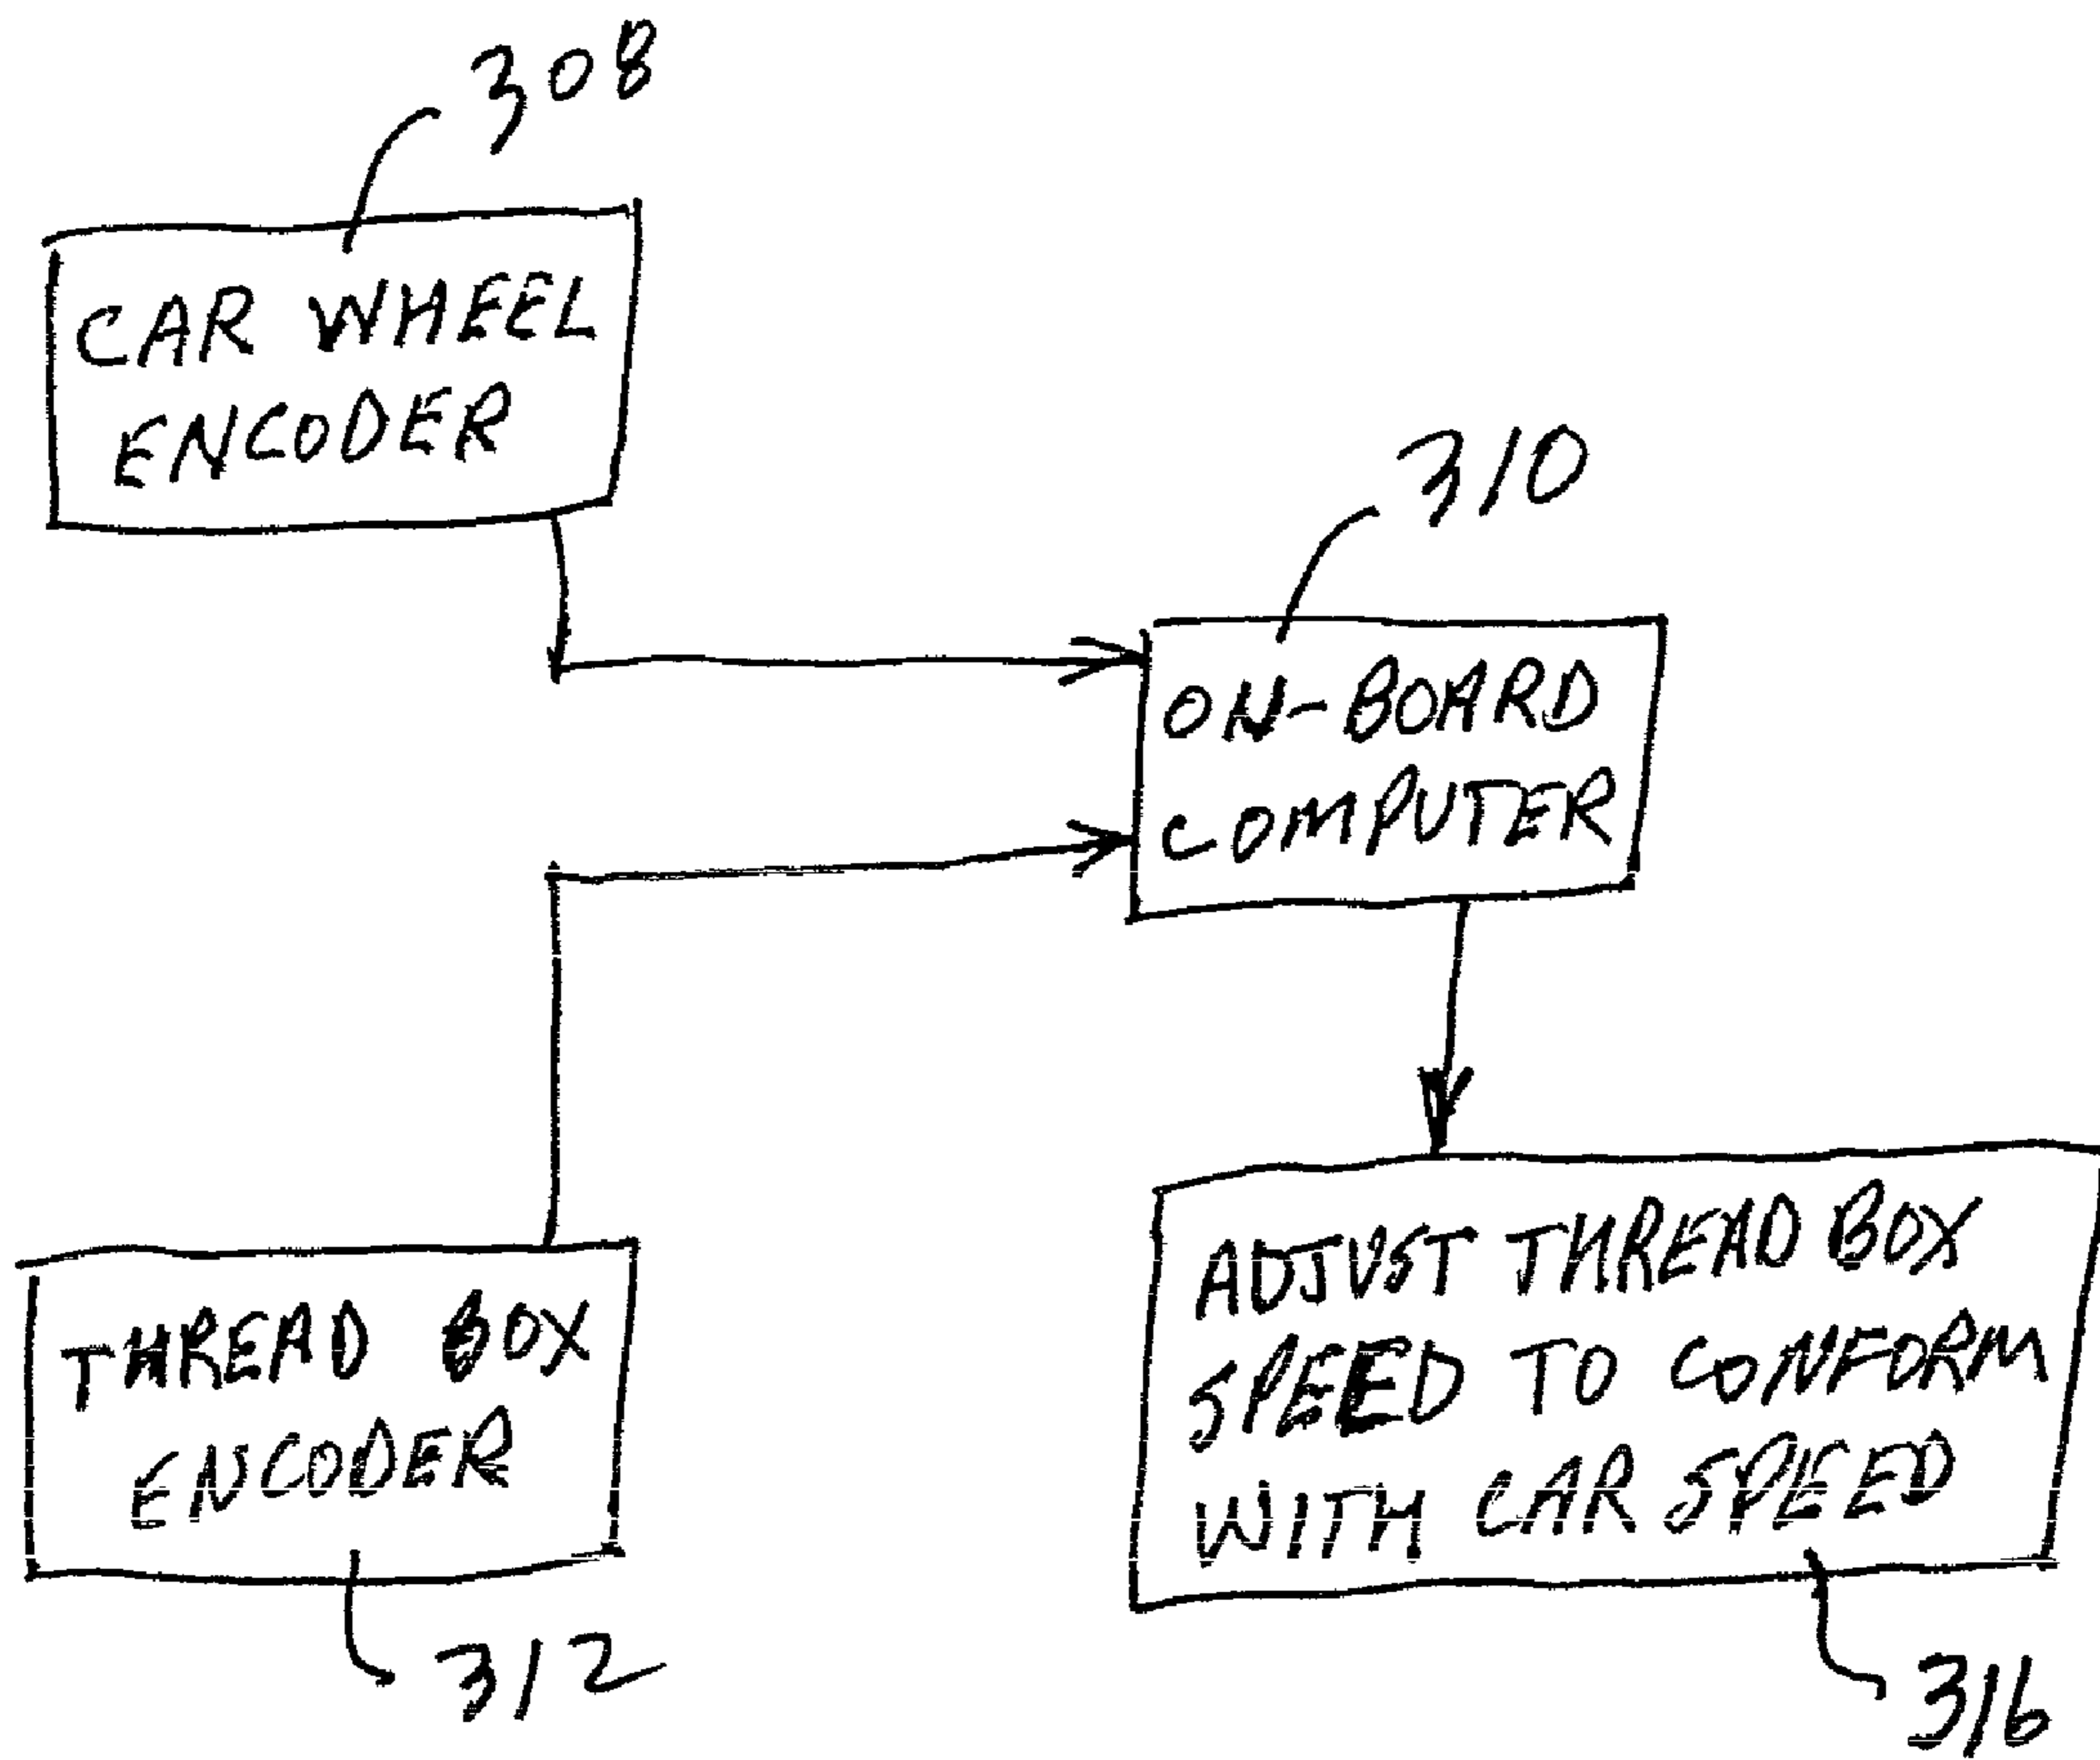 308
CAR WHEEL
ENCODER
310
ON-BOARD
COMPUTER
THREAD BOX
ENCODER
312
ADJUST THREAD BOX
SPEED TO CONFORM
WITH CAR SPEED
316